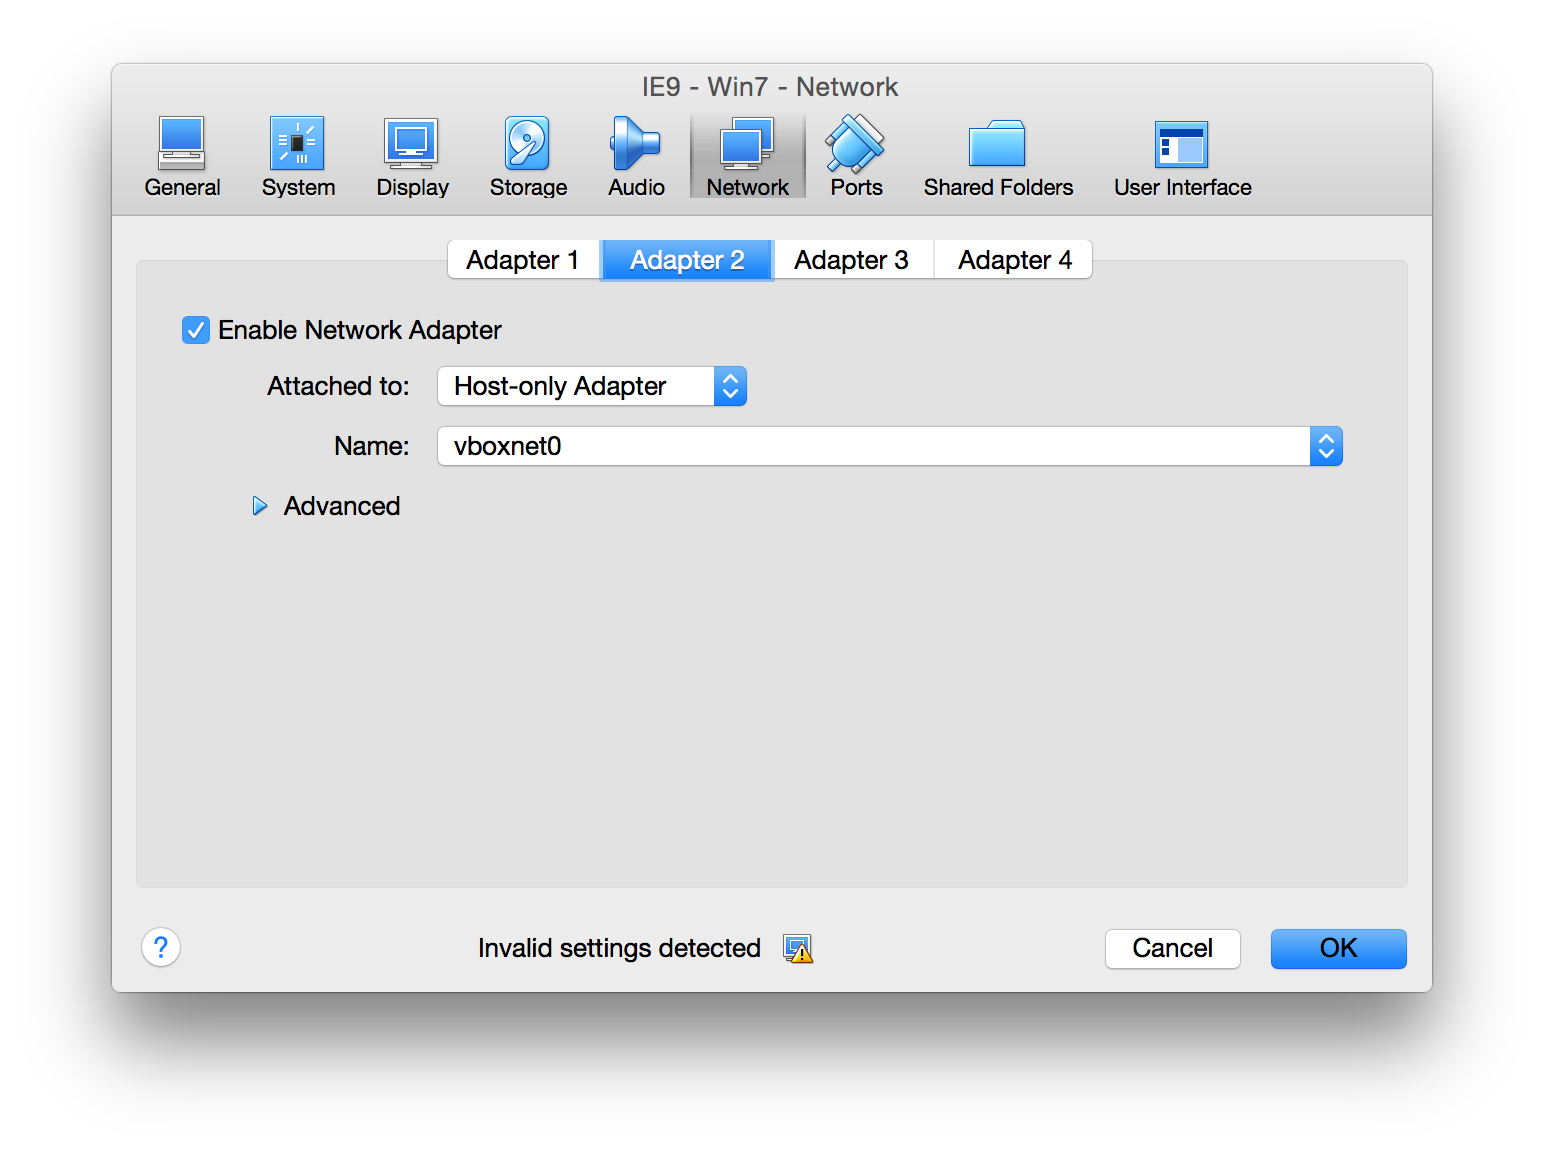 IE9 - Win7 - Network
General System Display Storage Audio Network Ports Shared Folders User Interface
Adapter 1 Adapter 2 Adapter 3 Adapter 4
Enable Network Adapter
Attached to: Host-only Adapter
Name: vboxnet0
Advanced
? Invalid settings detected Cancel OK